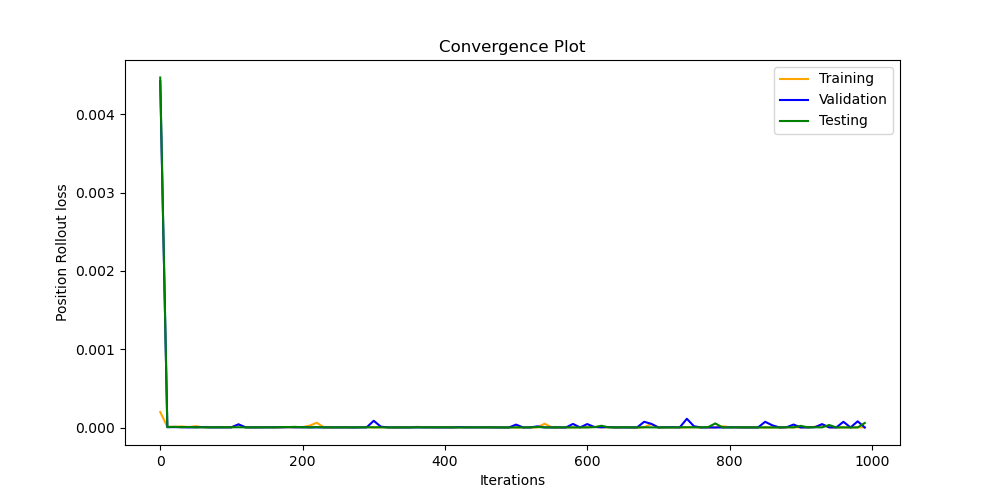 Convergence Plot
Training
Validation
Testing
0.004
0.003
0.002
0.001
0.000
Position Rollout loss
0 200 400 600 800 1000
Iterations